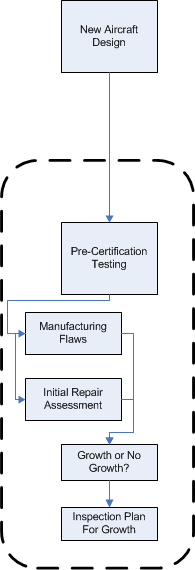 New Aircraft
Design
Pre-Certification
Testing
Manufacturing
Flaws
Initial Repair
Assessment
Growth or No
Growth?
Inspection Plan
For Growth